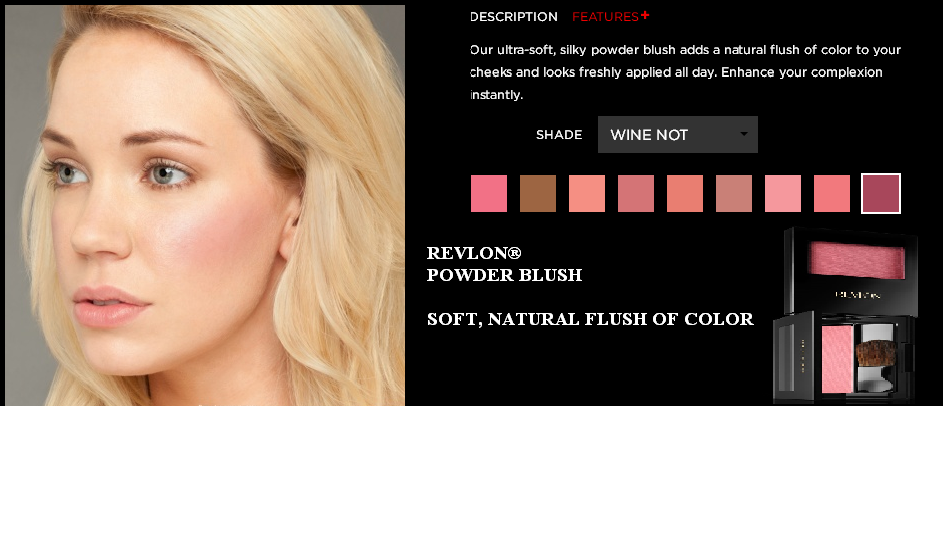 DESCRIPTION FEATURES+
Our ultra-soft, silky powder blush adds a natural flush of color to your
cheeks and looks freshly applied all day. Enhance your complexion
instantly.
SHADE WINE NOT
REVLON®
POWDER BLUSH
SOFT, NATURAL FLUSH OF COLOR
REVLON